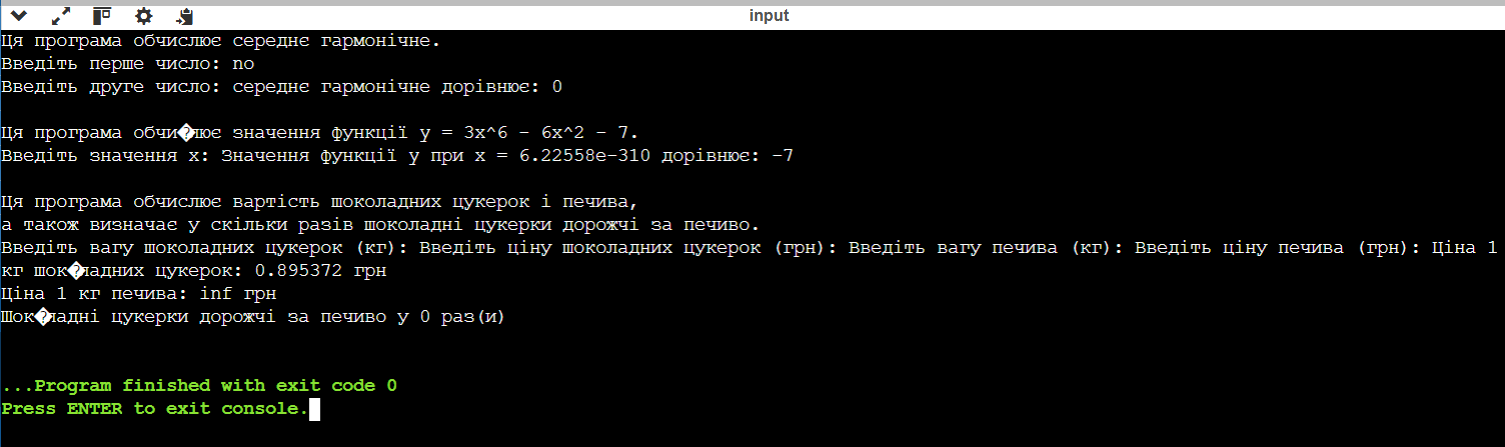 input
Ця програма обчислює середнє гармонічне.
Введіть перше число: no
Введіть друге число: середнє гармонічне дорівнює: 0
Ця програма обчи�лює значення функції y = 3x^6 - 6x^2 - 7.
Введіть значення x: Значення функції y при x = 6.22558e-310 дорівнює: -7
Ця програма обчислює вартість шоколадних цукерок і печива,
а також визначає у скільки разів шоколадні цукерки дорожчі за печиво.
Введіть вагу шоколадних цукерок (кг): Введіть ціну шоколадних цукерок (грн): Введіть вагу печива (кг): Введіть ціну печива (грн): Ціна 1
кг шок�ладних цукерок: 0.895372 грн
Ціна 1 кг печива: inf грн
Шок�ладні цукерки дорожчі за печиво у 0 раз(и)
...Program finished with exit code 0
Press ENTER to exit console.